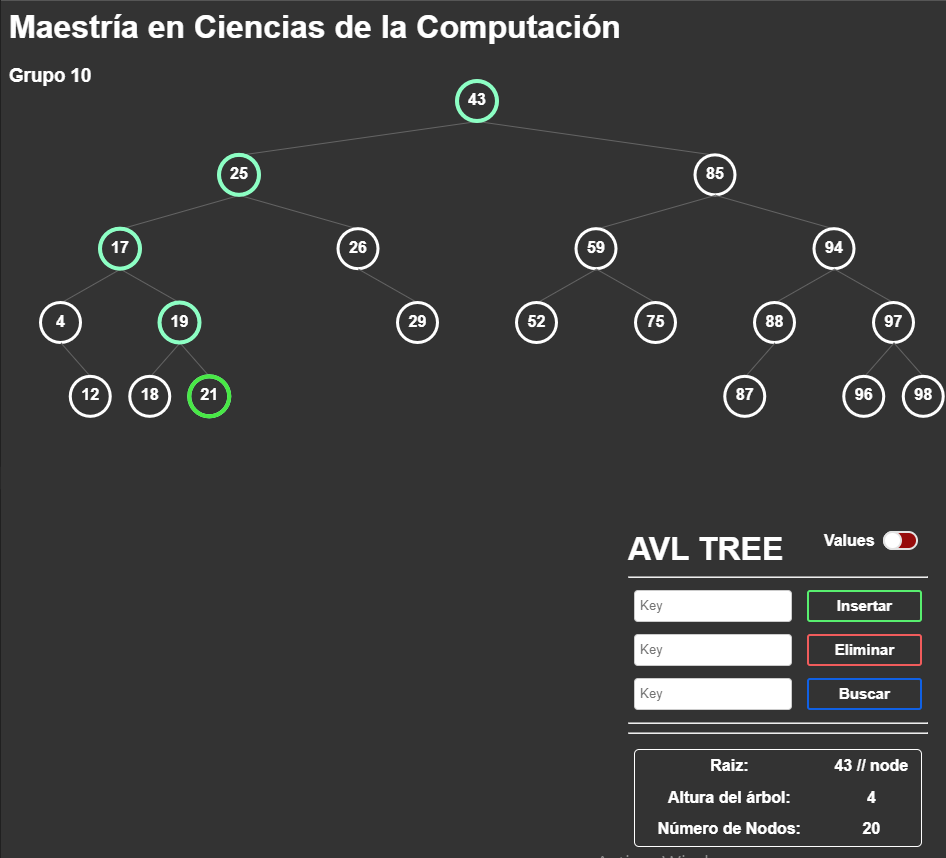 Maestría en Ciencias de la Computación
Grupo 10
43
25 85
17 26 59 94
4 19 29 52 75 88 97
12 18 21 87 96 98
AVL TREE Values
Key Insertar
Key Eliminar
Key Buscar
Raiz: 43 // node
Altura del árbol: 4
Número de Nodos: 20